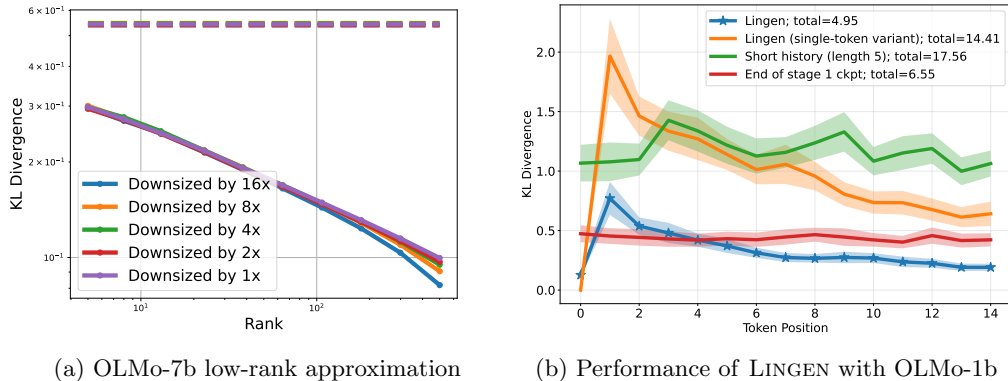 6 × 10⁻¹
3 × 10⁻¹
2 × 10⁻¹
10⁻¹
KL Divergence
Downsized by 16x
Downsized by 8x
Downsized by 4x
Downsized by 2x
Downsized by 1x
10¹
10²
Rank
(a) OLMo-7b low-rank approximation
Lingen; total=4.95
Lingen (single-token variant); total=14.41
Short history (length 5); total=17.56
End of stage 1 ckpt; total=6.55
2.0
1.5
1.0
0.5
0.0
KL Divergence
0 2 4 6 8 10 12 14
Token Position
(b) Performance of LINGEN with OLMo-1b